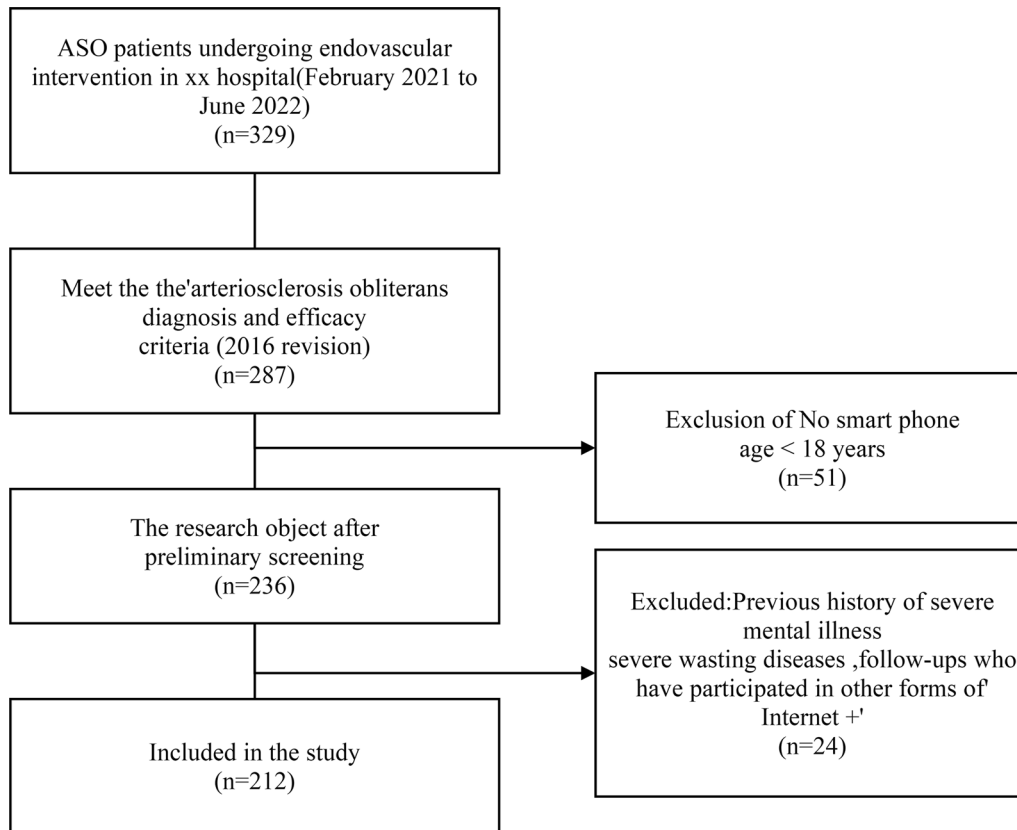 ASO patients undergoing endovascular
intervention in xx hospital(February 2021 to
June 2022)
(n=329)
Meet the the'arteriosclerosis obliterans
diagnosis and efficacy
criteria (2016 revision)
(n=287)
Exclusion of No smart phone
age < 18 years
(n=51)
The research object after
preliminary screening
(n=236)
Excluded:Previous history of severe
mental illness
severe wasting diseases ,follow-ups who
have participated in other forms of'
Internet +'
(n=24)
Included in the study
(n=212)